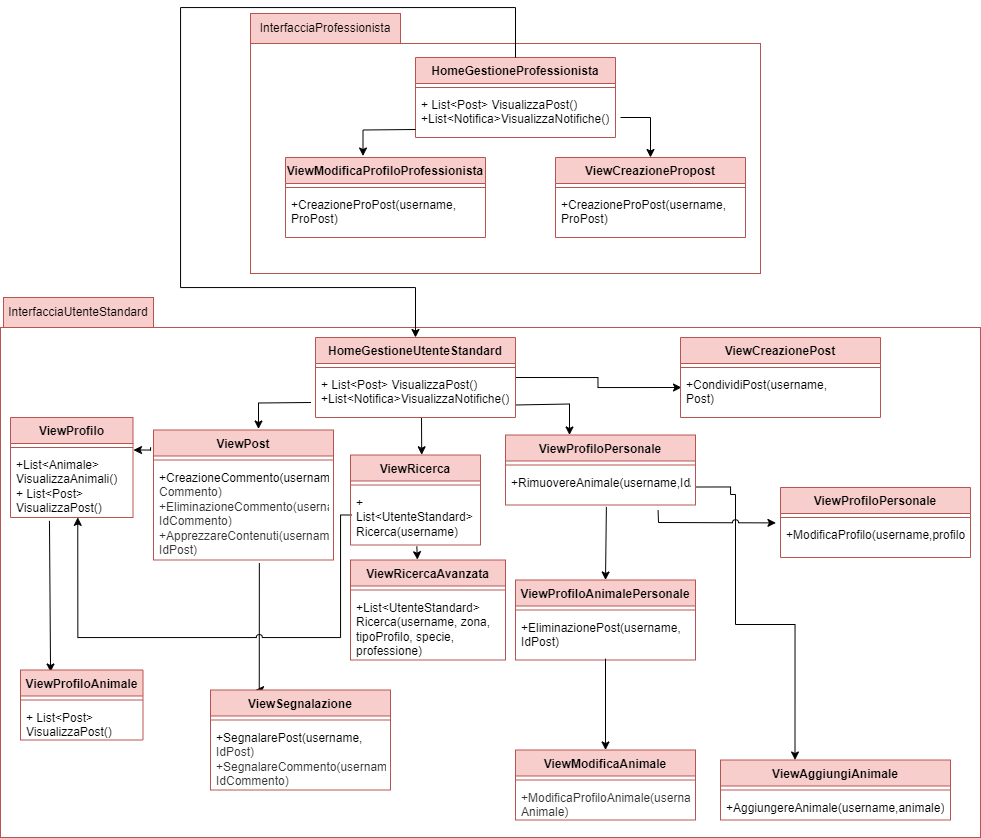 InterfacciaProfessionista
HomeGestioneProfessionista
+ List<Post> VisualizzaPost()
+List<Notifica>VisualizzaNotifiche()
ViewModificaProfiloProfessionista
+CreazioneProPost(username,
ProPost)
ViewCreazionePropost
+CreazioneProPost(username,
ProPost)
InterfacciaUtenteStandard
HomeGestioneUtenteStandard
+ List<Post> VisualizzaPost()
+List<Notifica>VisualizzaNotifiche()
ViewCreazionePost
+CondividiPost(username,
Post)
ViewProfilo
+List<Animale>
VisualizzaAnimali()
+ List<Post>
VisualizzaPost()
ViewPost
+CreazioneCommento(usernam
Commento)
+EliminazioneCommento(userna
IdCommento)
+ApprezzareContenuti(usernam
IdPost)
ViewRicerca
+
List<UtenteStandard>
Ricerca(username)
ViewProfiloPersonale
+RimuovereAnimale(username,Id
ViewProfiloPersonale
+ModificaProfilo(username,profilo
ViewRicercaAvanzata
+List<UtenteStandard>
Ricerca(username, zona,
tipoProfilo, specie,
professione)
ViewProfiloAnimalePersonale
+EliminazionePost(username,
IdPost)
ViewProfiloAnimale
+ List<Post>
VisualizzaPost()
ViewSegnalazione
+SegnalarePost(username,
IdPost)
+SegnalareCommento(usernam
IdCommento)
ViewModificaAnimale
+ModificaProfiloAnimale(userna
Animale)
ViewAggiungiAnimale
+AggiungereAnimale(username,animale)